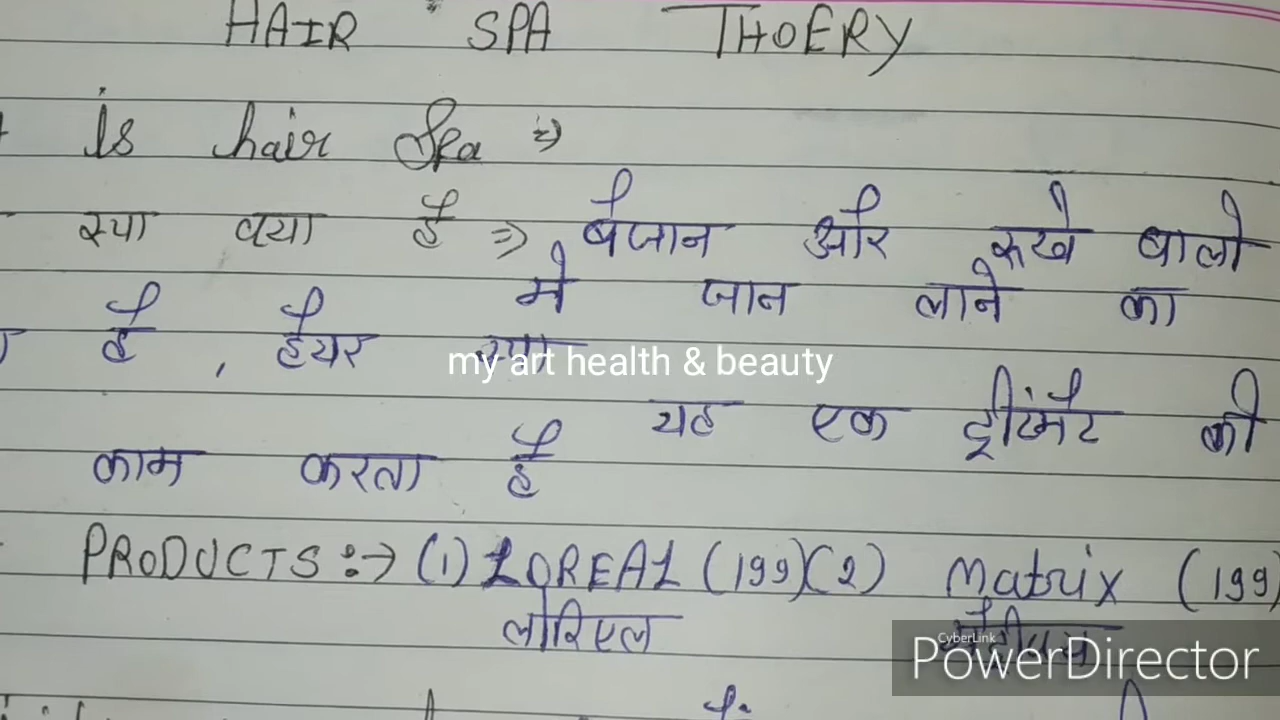 HAIR SPA THOERY
is hair Spa ⇒
स्पा क्या है ⇒ बेजान और रूखे बालो
मे जान लाने का
है , हैयर स्पा
my art health & beauty
यह एक ट्रीटमैंट की
काम करता है
PRODUCTS :→ (1) LOREAL (199) (2) Matrix (199)
लोरिएल
CyberLink
PowerDirector